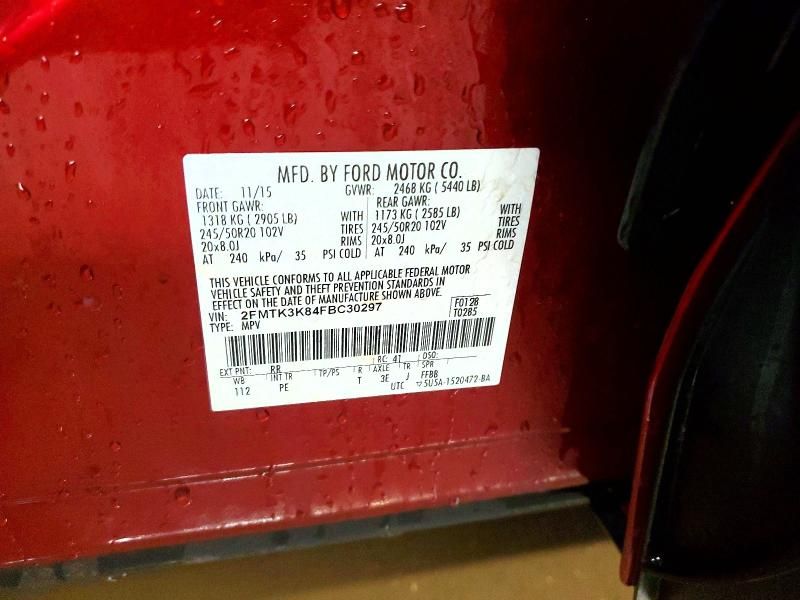 MFD. BY FORD MOTOR CO.
DATE: 11/15 GVWR: 2468 KG ( 5440 LB)
FRONT GAWR: REAR GAWR:
1318 KG ( 2905 LB) WITH 1173 KG ( 2585 LB) WITH
245/50R20 102V TIRES 245/50R20 102V TIRES
20x8.0J RIMS 20x8.0J RIMS
AT 240 kPa/ 35 PSI COLD AT 240 kPa/ 35 PSI COLD
THIS VEHICLE CONFORMS TO ALL APPLICABLE FEDERAL MOTOR
VEHICLE SAFETY AND THEFT PREVENTION STANDARDS IN
EFFECT ON THE DATE OF MANUFACTURE SHOWN ABOVE.
VIN: 2FMTK3K84FBC30297 F0128
TYPE: MPV T0285
EXT PNT: RR RC: 41 DSO:
WB INT TR TP/PS R AXLE TR SPR
112 PE T 3E J FFBB
UTC 5U5A-1520472-BA